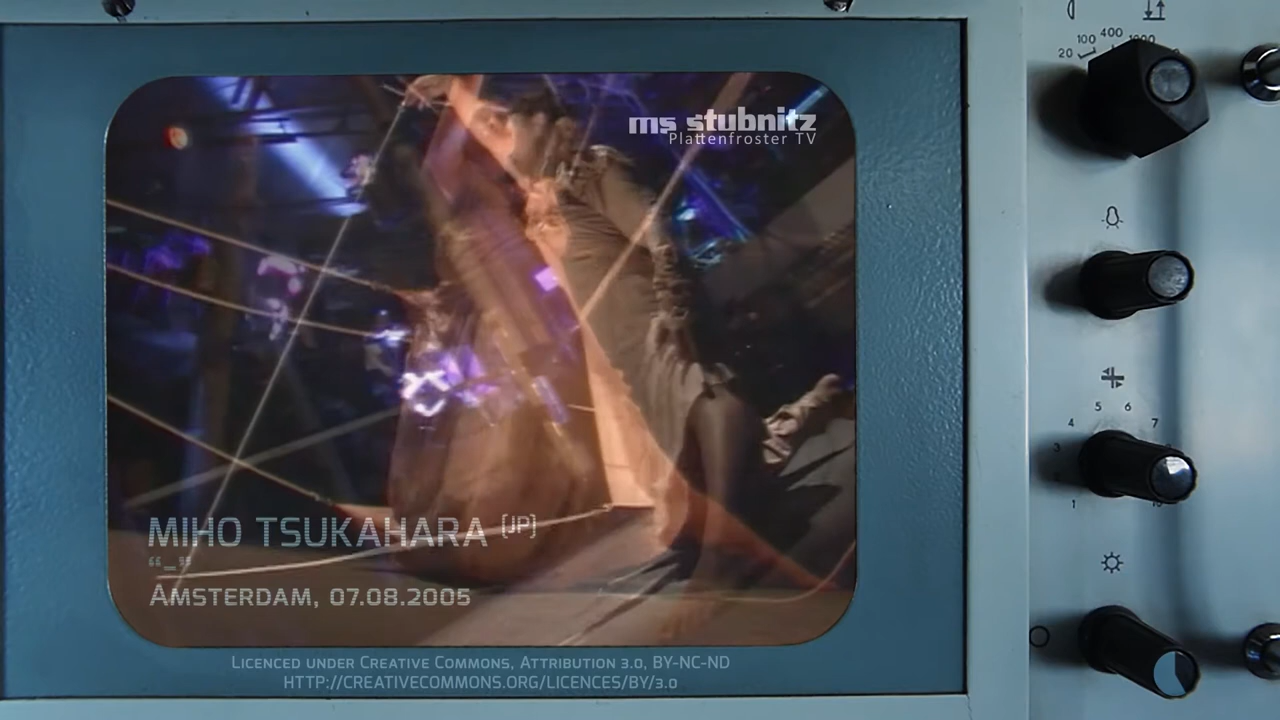 20 100 400 1000
ms stubnitz
Plattenfroster TV
5 6
4 7
3
1 10
MIHO TSUKAHARA [JP]
"_"
AMSTERDAM, 07.08.2005
LICENCED UNDER CREATIVE COMMONS, ATTRIBUTION 3.0, BY-NC-ND
HTTP://CREATIVECOMMONS.ORG/LICENCES/BY/3.0